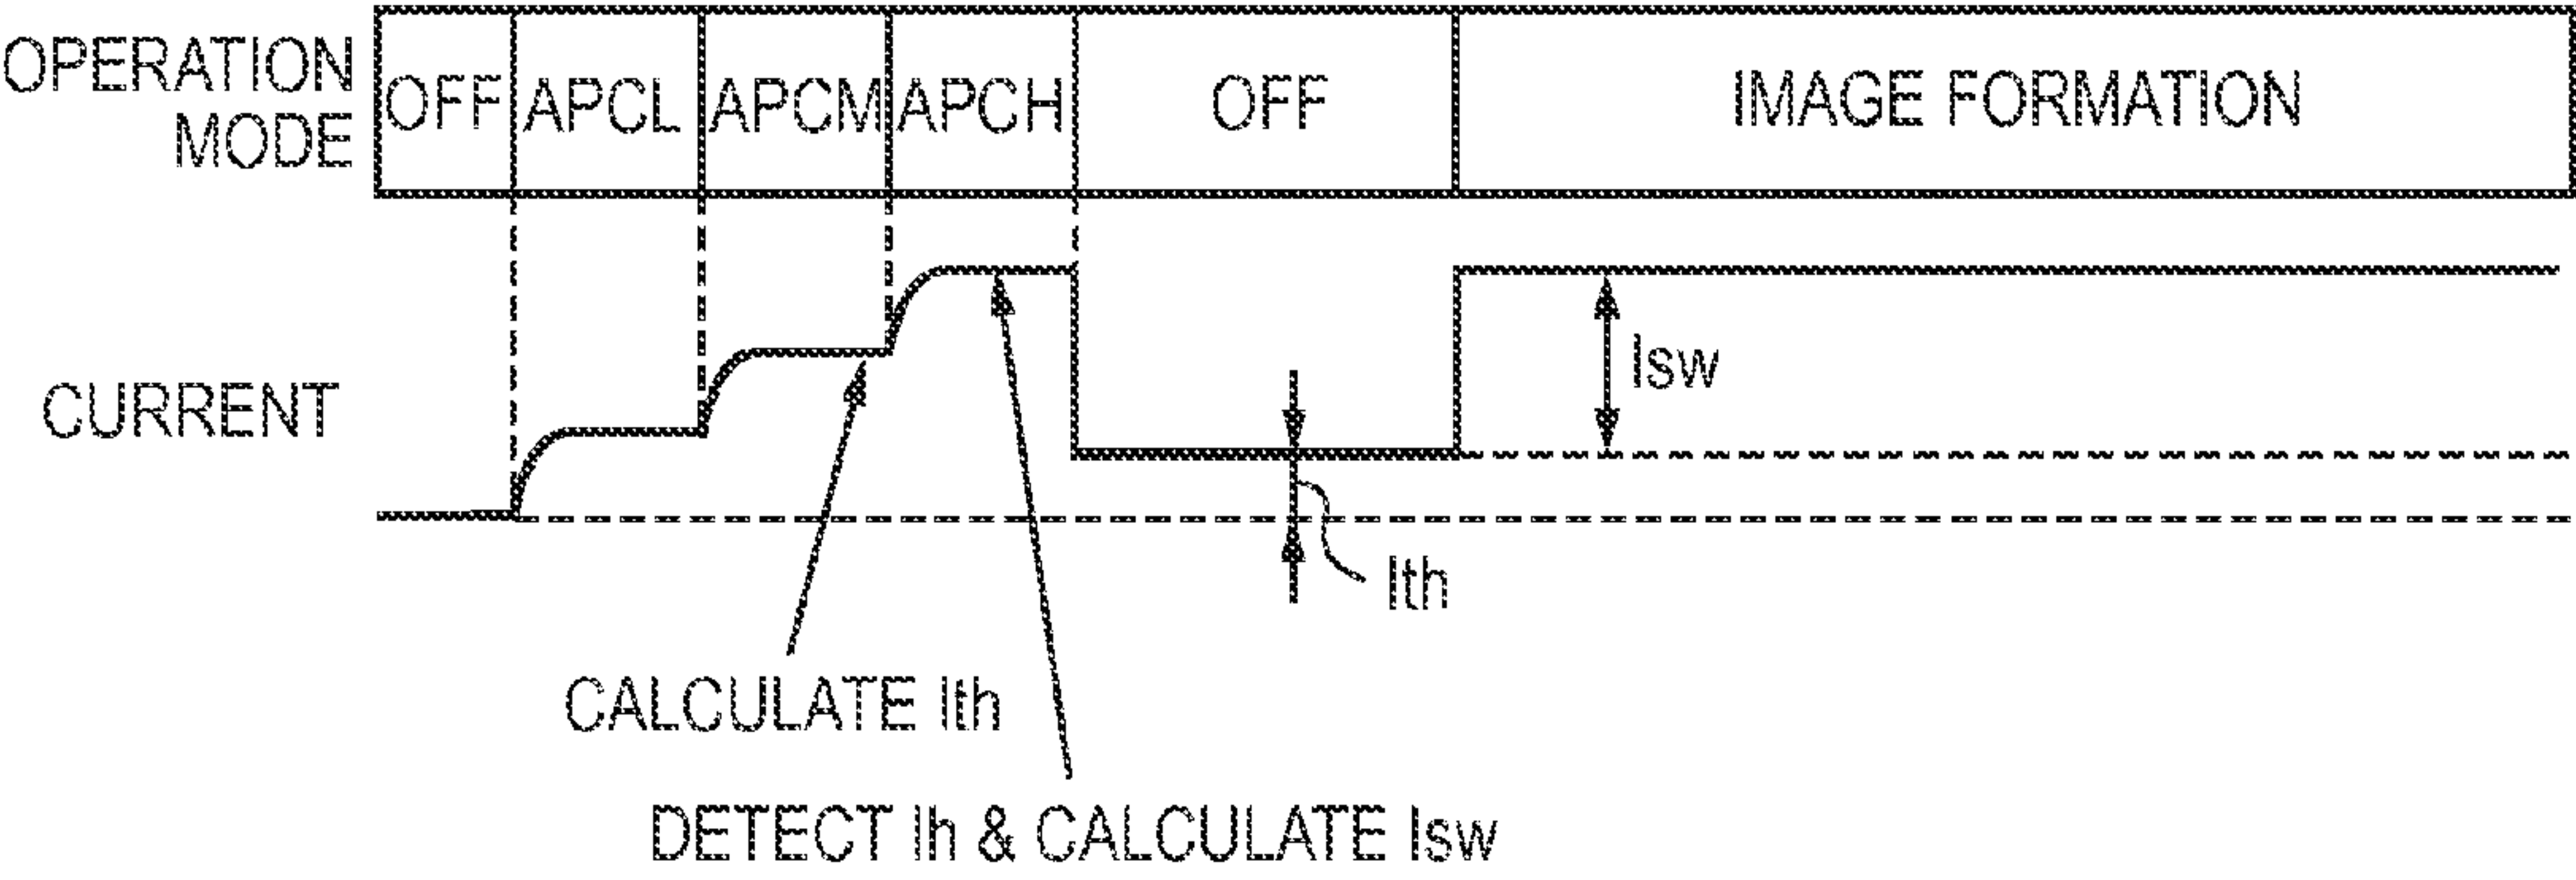 OPERATION
MODE
OFF
APCL
APCM
APCH
OFF
IMAGE FORMATION
CURRENT
Isw
Ith
CALCULATE Ith
DETECT Ih & CALCULATE Isw